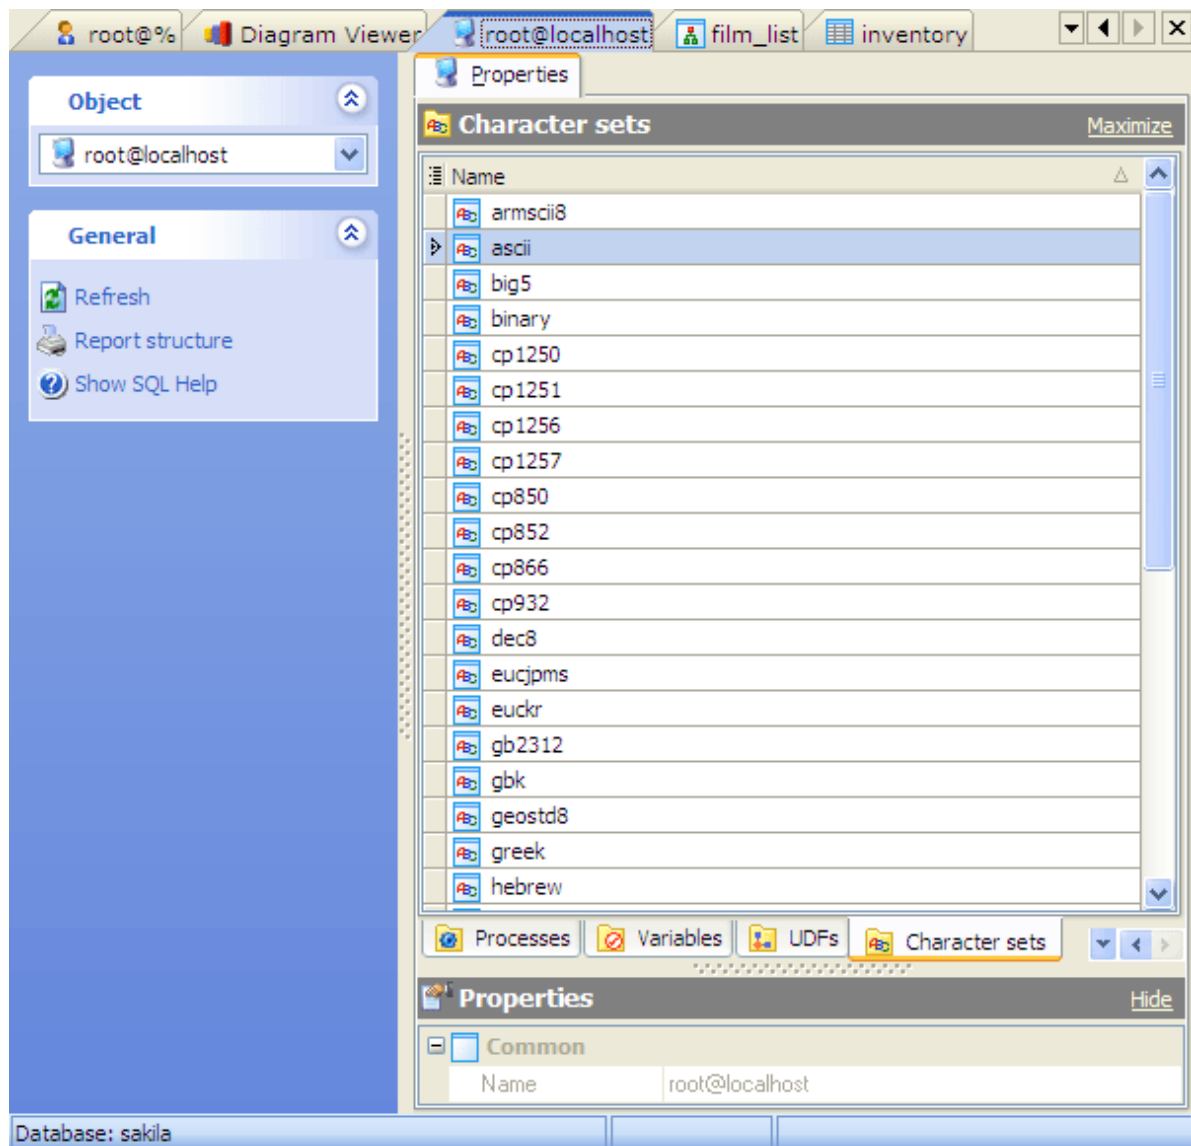 root@% Diagram Viewer root@localhost film_list inventory
Object
root@localhost
General
Refresh
Report structure
Show SQL Help
Properties
Character sets Maximize
Name
armscii8
ascii
big5
binary
cp1250
cp1251
cp1256
cp1257
cp850
cp852
cp866
cp932
dec8
eucjpms
euckr
gb2312
gbk
geostd8
greek
hebrew
Processes Variables UDFs Character sets
Properties Hide
Common
Name root@localhost
Database: sakila